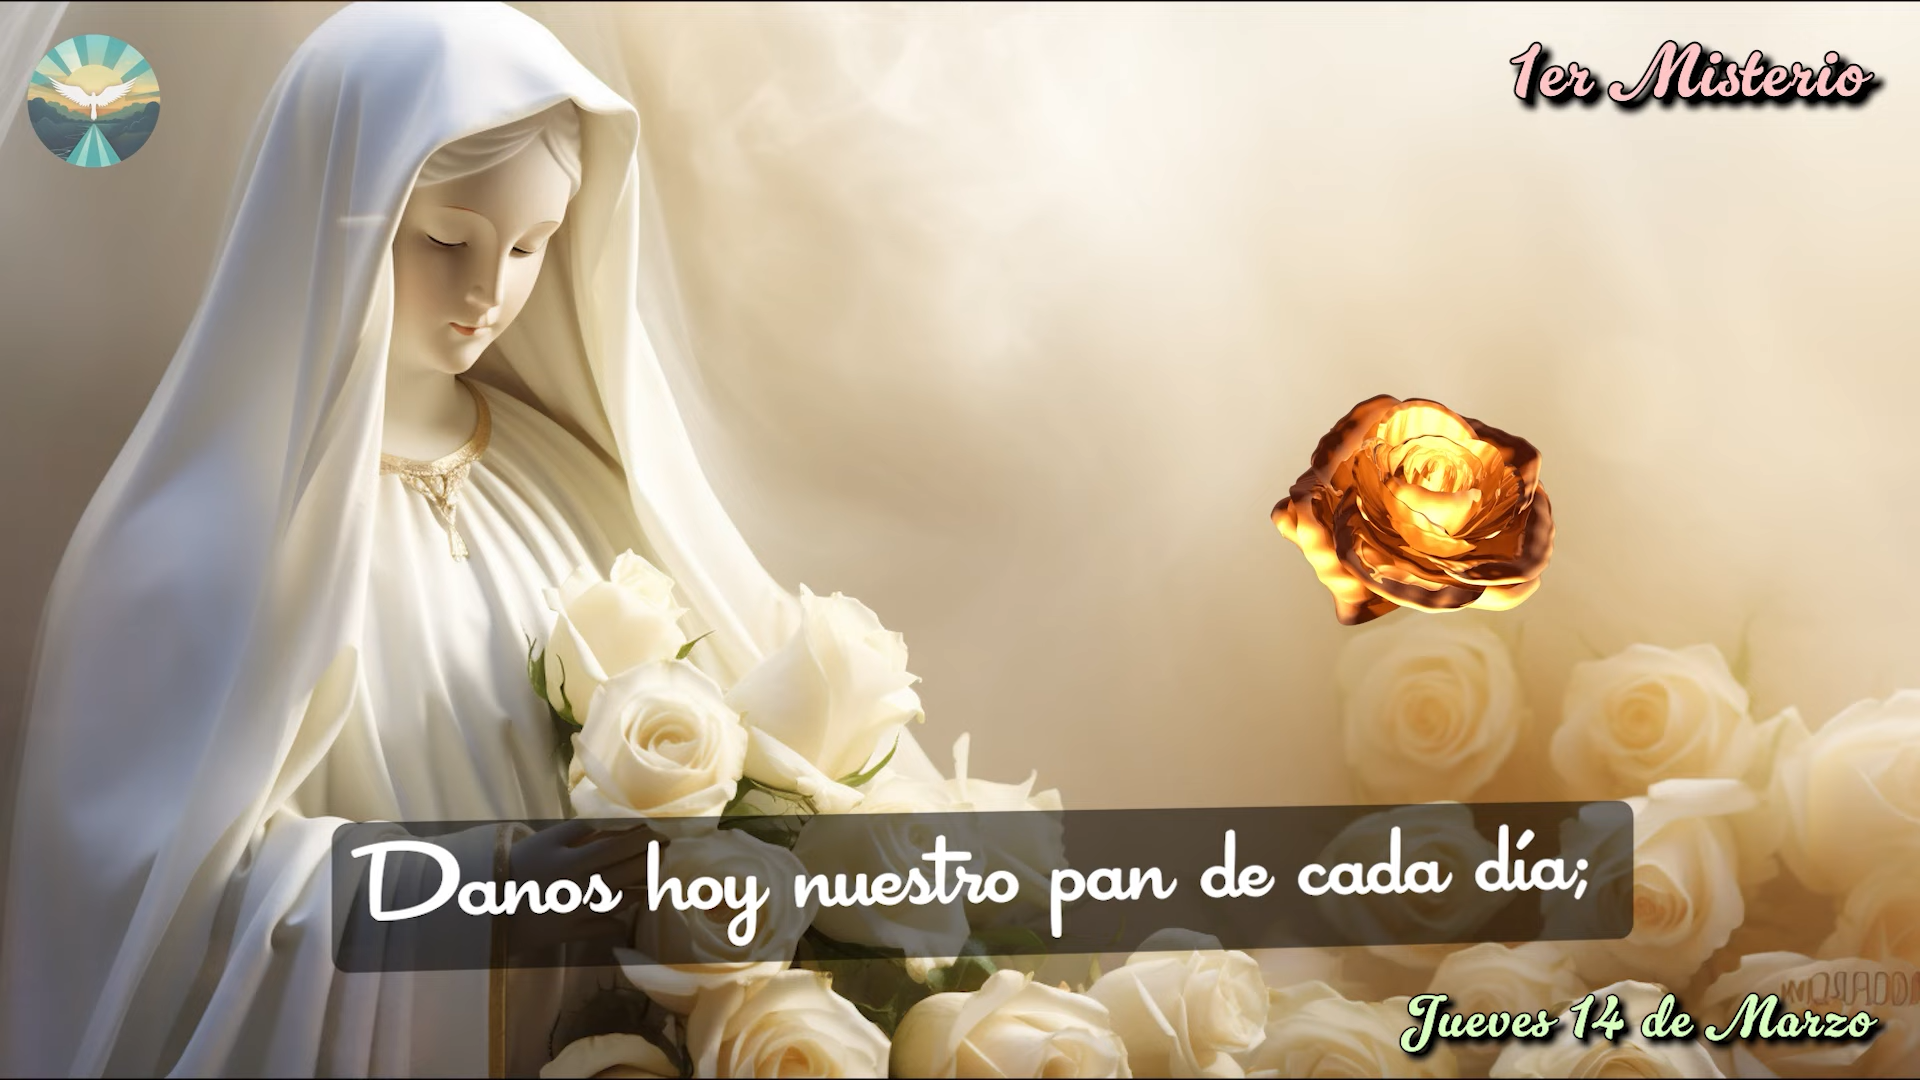 1er Misterio
Danos hoy nuestro pan de cada día;
Jueves 14 de Marzo